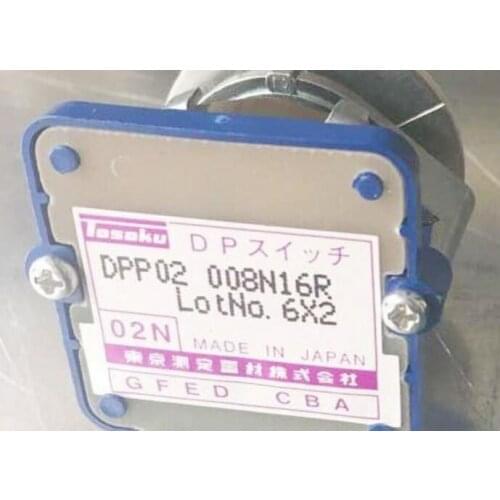 Tosoku DPスイッチ
DPP02 008N16R
LotNo. 6X2
02N MADE IN JAPAN
東京測定器材株式会社
GFED CBA